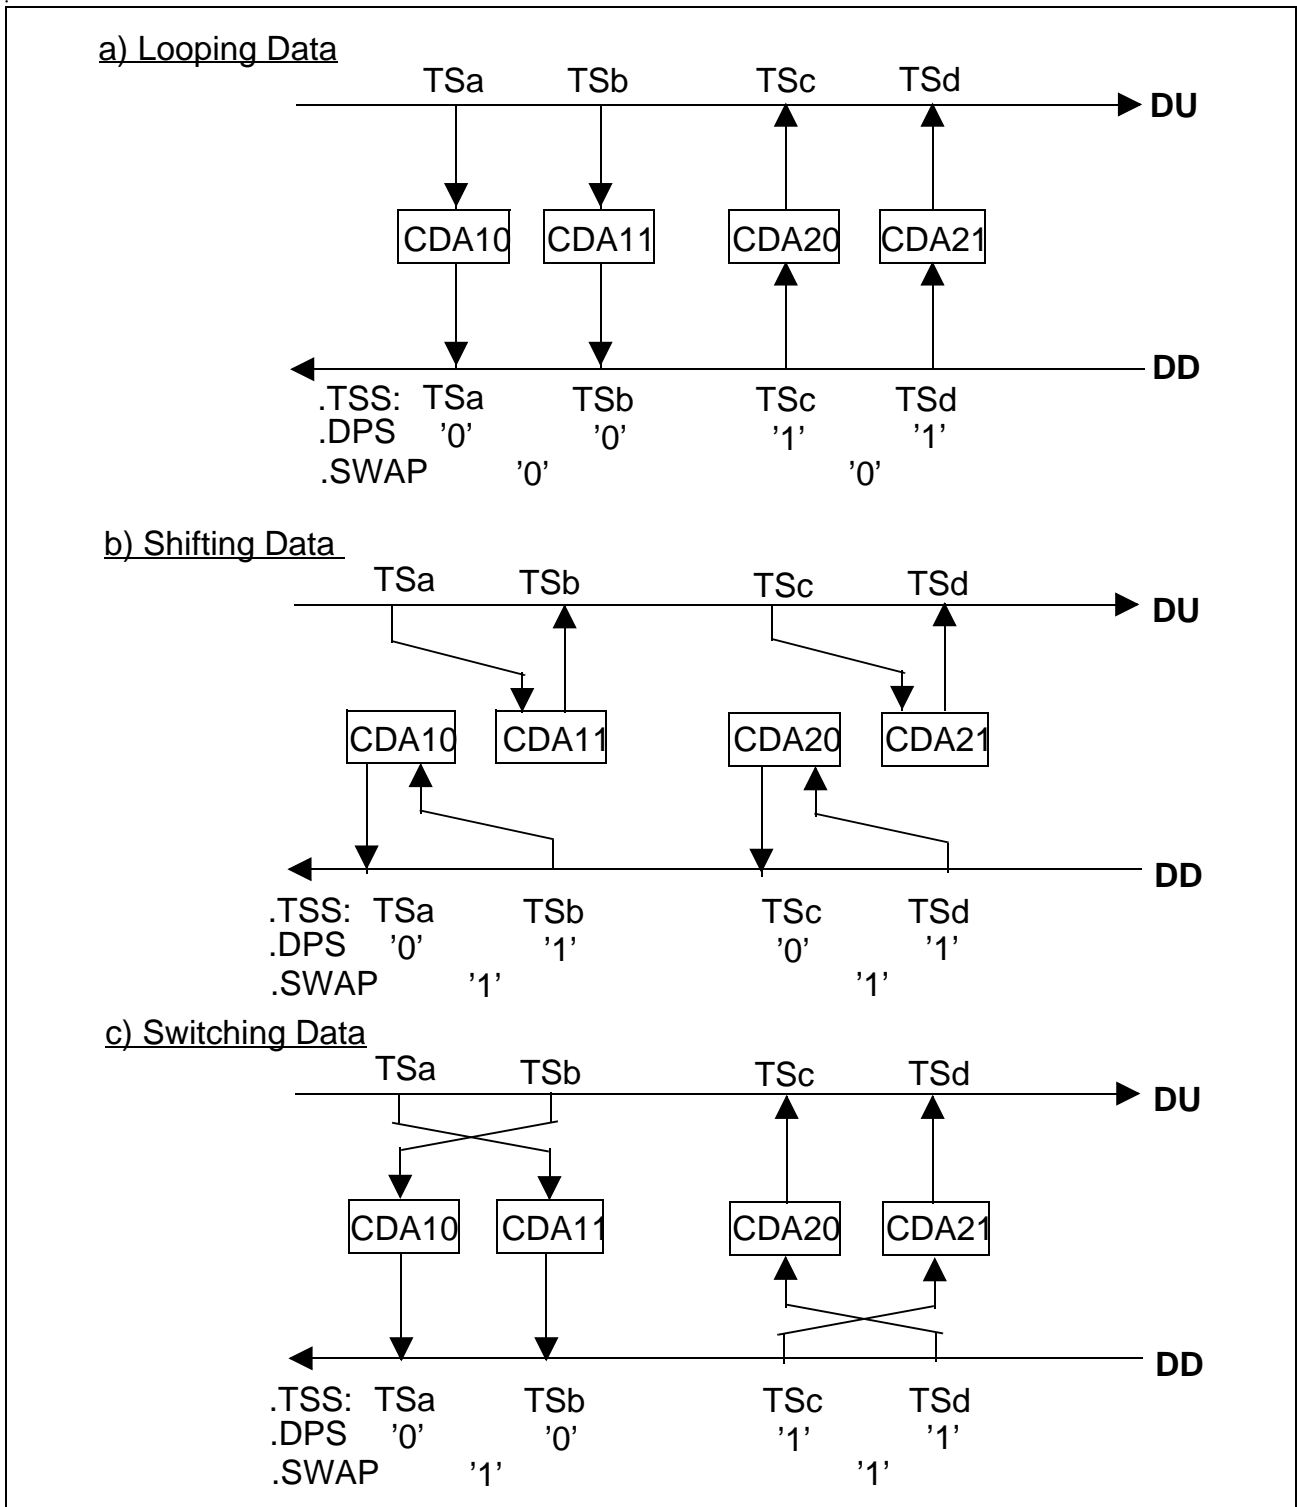 a) Looping Data
TSa TSb TSc TSd
DU
CDA10 CDA11 CDA20 CDA21
DD
.TSS: TSa TSb TSc TSd
.DPS ’0’ ’0’ ’1’ ’1’
.SWAP ’0’ ’0’
b) Shifting Data
TSa TSb TSc TSd
DU
CDA10 CDA11 CDA20 CDA21
DD
.TSS: TSa TSb TSc TSd
.DPS ’0’ ’1’ ’0’ ’1’
.SWAP ’1’ ’1’
c) Switching Data
TSa TSb TSc TSd
DU
CDA10 CDA11 CDA20 CDA21
DD
.TSS: TSa TSb TSc TSd
.DPS ’0’ ’0’ ’1’ ’1’
.SWAP ’1’ ’1’